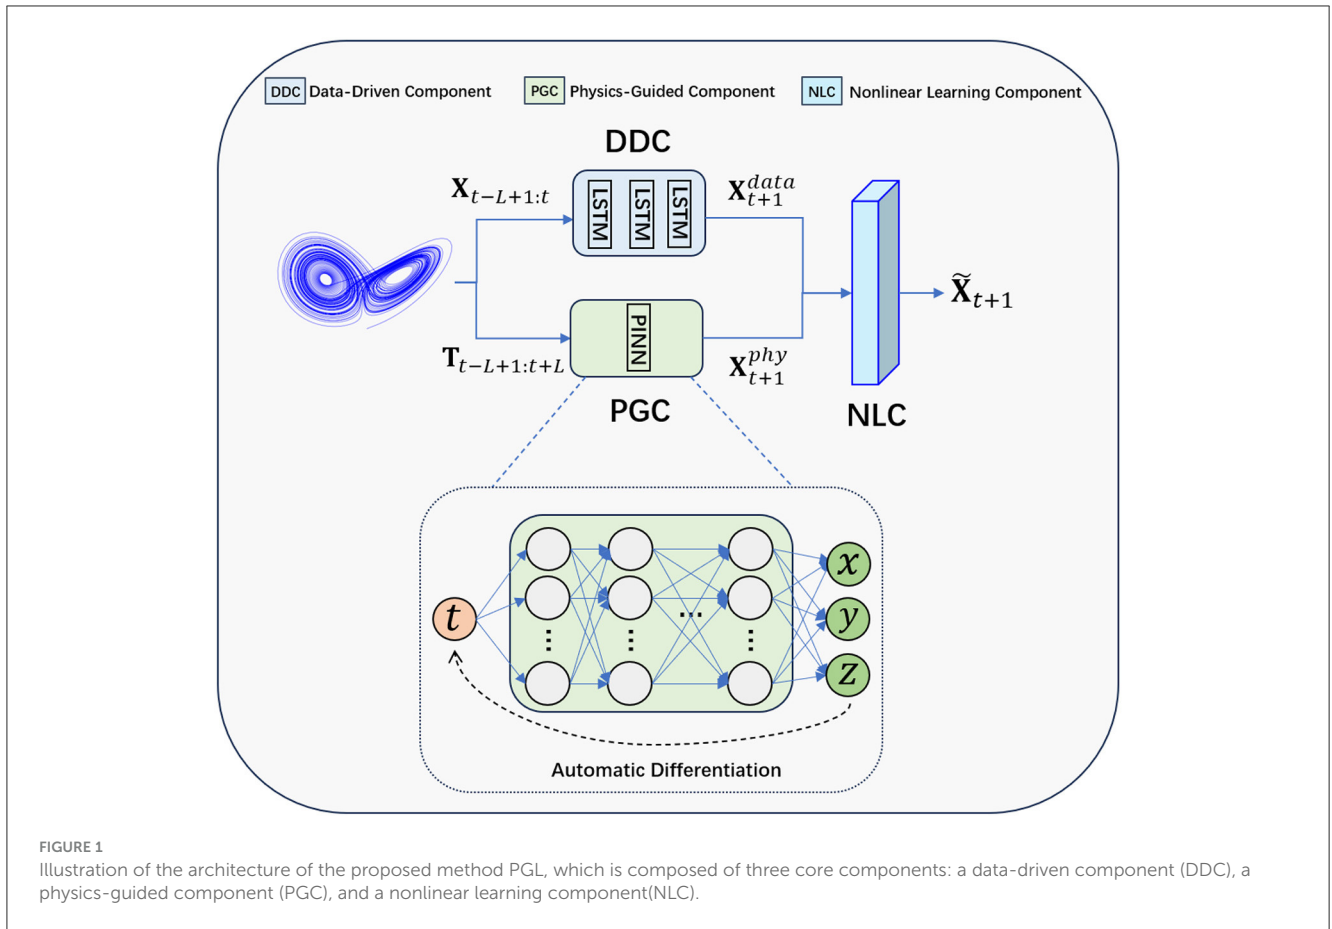 DDC Data-Driven Component PGC Physics-Guided Component NLC Nonlinear Learning Component
DDC
X_{t-L+1:t}
LSTM LSTM LSTM
X_{t+1}^{data}
X̃_{t+1}
T_{t-L+1:t+L}
PINN
X_{t+1}^{phy}
PGC
NLC
x
t
...
y
z
Automatic Differentiation
FIGURE 1
Illustration of the architecture of the proposed method PGL, which is composed of three core components: a data-driven component (DDC), a
physics-guided component (PGC), and a nonlinear learning component(NLC).